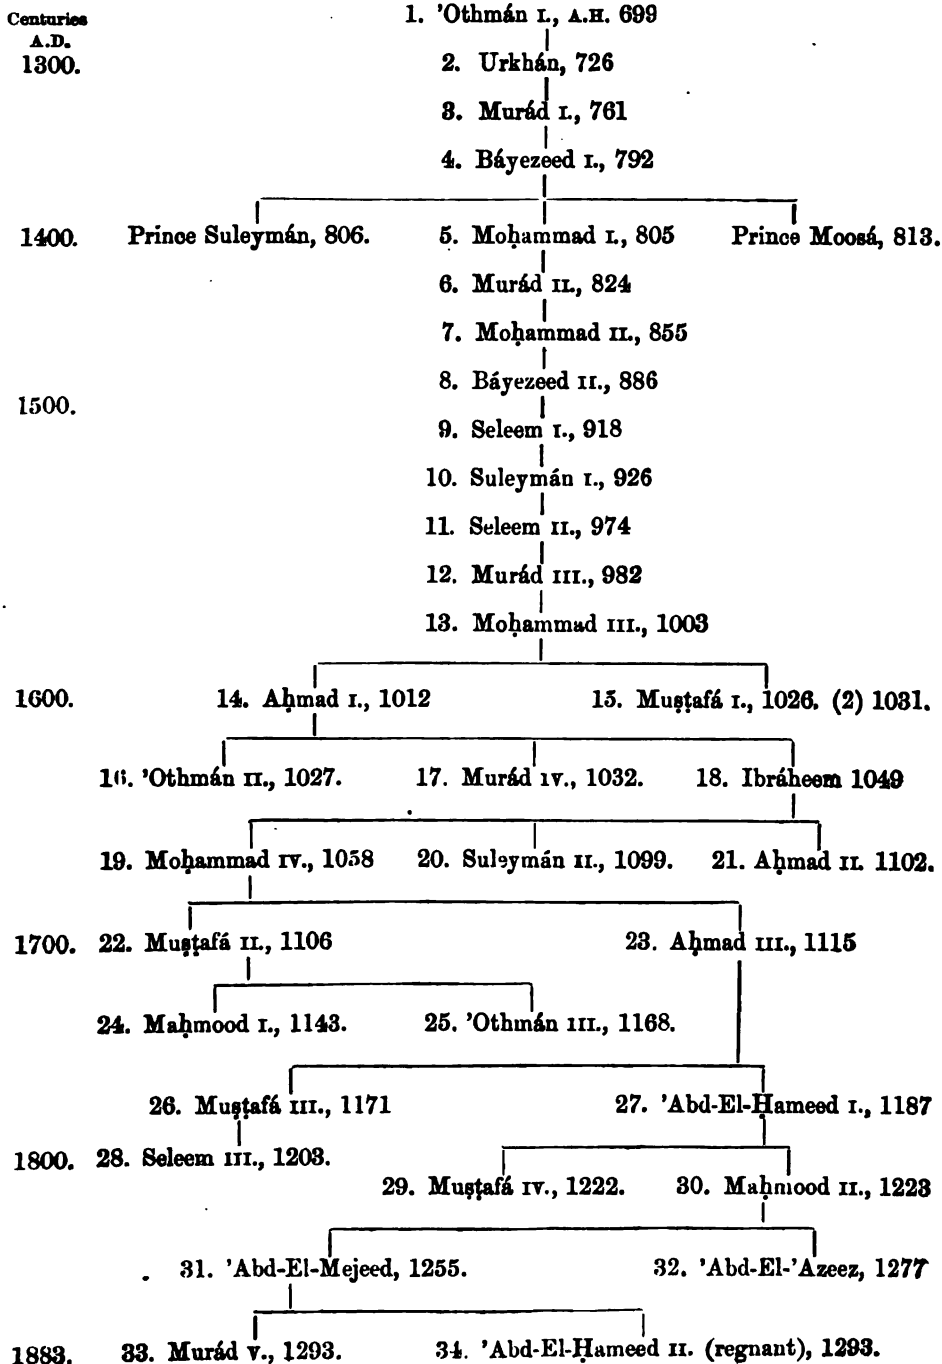 Centuries
A.D.
1. 'Othmán I., A.H. 699
1300.
2. Urkhán, 726
3. Murád I., 761
4. Báyezeed I., 792
1400. Prince Suleymán, 806. 5. Moḥammad I., 805 Prince Moosá, 813.
6. Murád II., 824
7. Moḥammad II., 855
8. Báyezeed II., 886
1500.
9. Seleem I., 918
10. Suleymán I., 926
11. Seleem II., 974
12. Murád III., 982
13. Moḥammad III., 1003
1600. 14. Aḥmad I., 1012 15. Muṣṭafá I., 1026. (2) 1031.
16. 'Othmán II., 1027. 17. Murád IV., 1032. 18. Ibráheem 1049
19. Moḥammad IV., 1058 20. Suleymán II., 1099. 21. Aḥmad II. 1102.
1700. 22. Muṣṭafá II., 1106 23. Aḥmad III., 1115
24. Maḥmood I., 1143. 25. 'Othmán III., 1168.
26. Muṣṭafá III., 1171 27. 'Abd-El-Ḥameed I., 1187
1800. 28. Seleem III., 1203.
29. Muṣṭafá IV., 1222. 30. Maḥmood II., 1223
31. 'Abd-El-Mejeed, 1255. 32. 'Abd-El-'Azeez, 1277
1883. 33. Murád V., 1293. 34. 'Abd-El-Ḥameed II. (regnant), 1293.